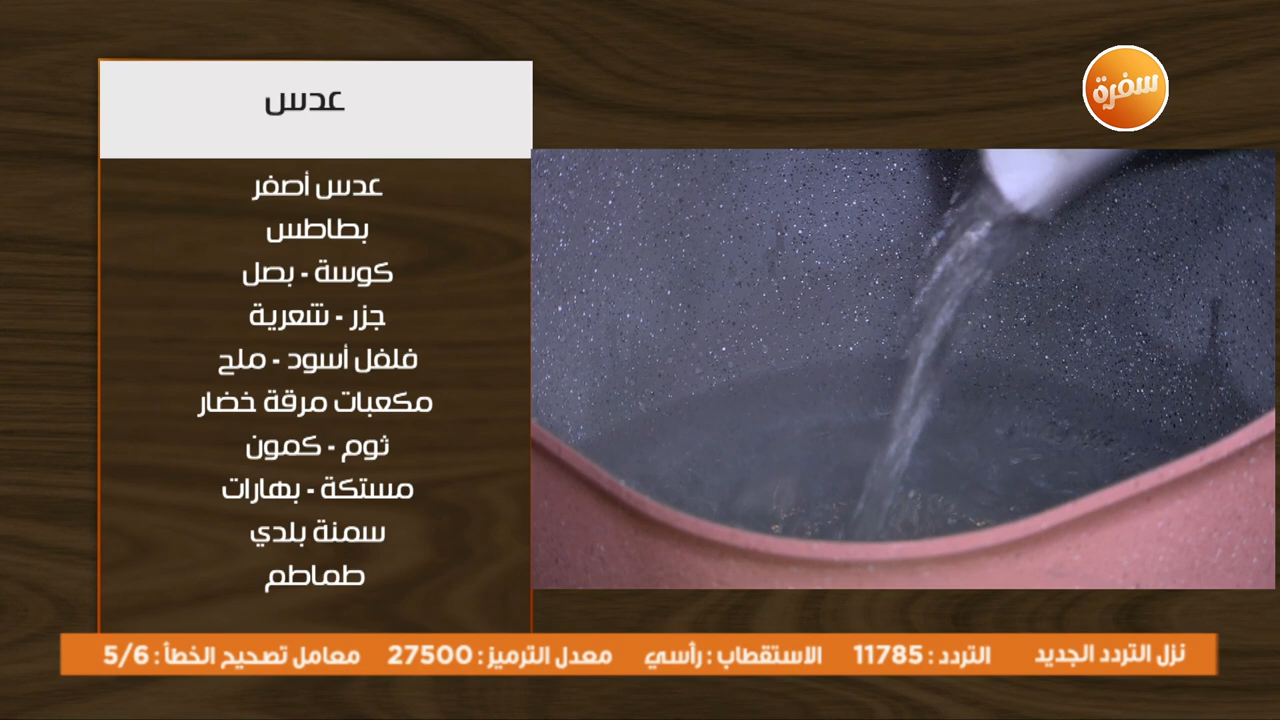 سفرة
عدس
عدس أصفر
بطاطس
كوسة - بصل
جزر - شعرية
فلفل أسود - ملح
مكعبات مرقة خضار
ثوم - كمون
مستكة - بهارات
سمنة بلدي
طماطم
نزل التردد الجديد التردد : 11785 الاستقطاب : رأسي معدل الترميز : 27500 معامل تصحيح الخطأ : 5/6